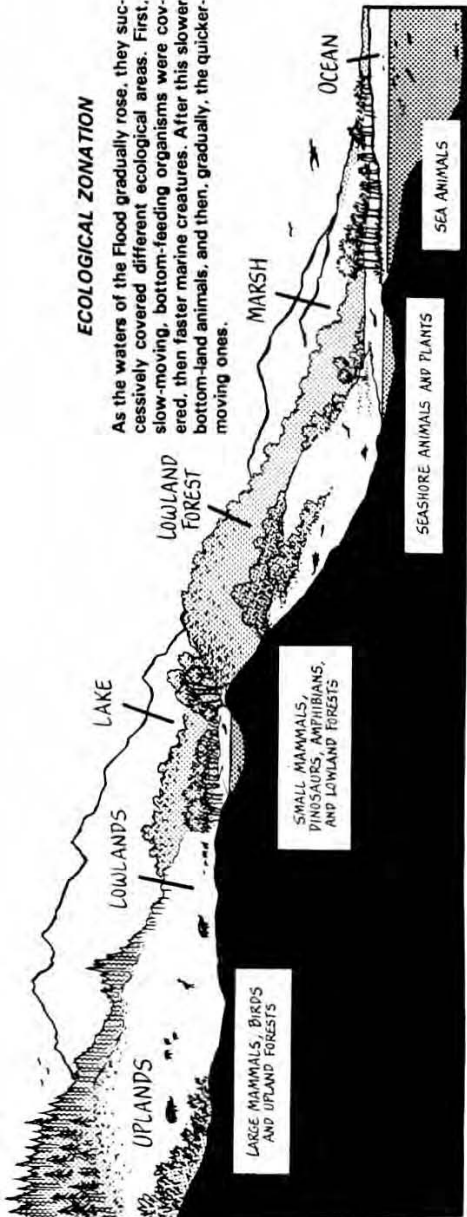 ECOLOGICAL ZONATION
As the waters of the Flood gradually rose, they suc-
cessively covered different ecological areas. First,
slow-moving, bottom-feeding organisms were cov-
ered, then faster marine creatures. After this slower
bottom-land animals, and then, gradually, the quicker-
moving ones.
UPLANDS
LOWLANDS
LAKE
LOWLAND
FOREST
MARSH
OCEAN
LARGE MAMMALS, BIRDS
AND UPLAND FORESTS
SMALL MAMMALS,
DINOSAURS, AMPHIBIANS,
AND LOWLAND FORESTS
SEASHORE ANIMALS AND PLANTS
SEA ANIMALS